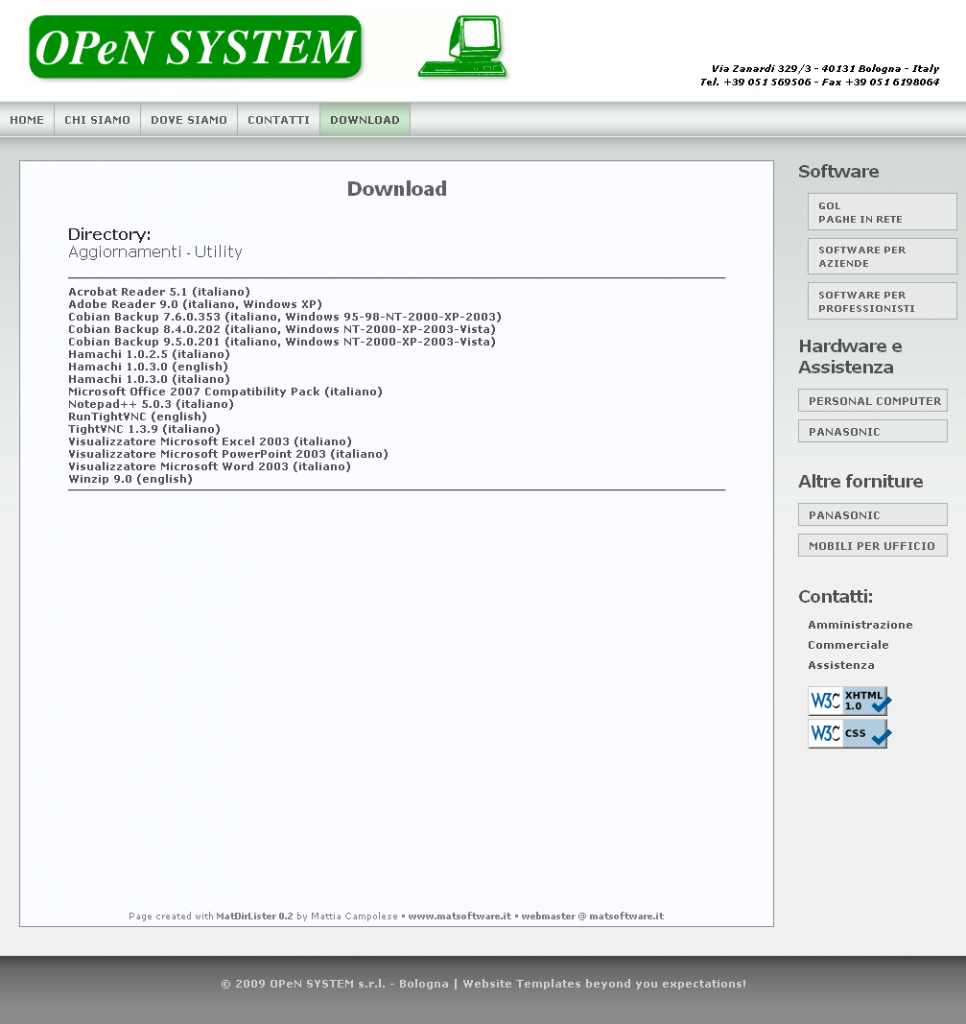 OPeN SYSTEM
Via Zanardi 329/3 - 40131 Bologna - Italy
Tel. +39 051 569506 - Fax +39 051 6198064
HOME
CHI SIAMO
DOVE SIAMO
CONTATTI
DOWNLOAD
Download
Directory:
Aggiornamenti - Utility
Acrobat Reader 5.1 (italiano)
Adobe Reader 9.0 (italiano, Windows XP)
Cobian Backup 7.6.0.353 (italiano, Windows 95-98-NT-2000-XP-2003)
Cobian Backup 8.4.0.202 (italiano, Windows NT-2000-XP-2003-Vista)
Cobian Backup 9.5.0.201 (italiano, Windows NT-2000-XP-2003-Vista)
Hamachi 1.0.2.5 (italiano)
Hamachi 1.0.3.0 (english)
Hamachi 1.0.3.0 (italiano)
Microsoft Office 2007 Compatibility Pack (italiano)
Notepad++ 5.0.3 (italiano)
RunTightVNC (english)
TightVNC 1.3.9 (italiano)
Visualizzatore Microsoft Excel 2003 (italiano)
Visualizzatore Microsoft PowerPoint 2003 (italiano)
Visualizzatore Microsoft Word 2003 (italiano)
Winzip 9.0 (english)
Page created with MatDirLister 0.2 by Mattia Campolese • www.matsoftware.it • webmaster @ matsoftware.it
Software
GOL
PAGHE IN RETE
SOFTWARE PER
AZIENDE
SOFTWARE PER
PROFESSIONISTI
Hardware e
Assistenza
PERSONAL COMPUTER
PANASONIC
Altre forniture
PANASONIC
MOBILI PER UFFICIO
Contatti:
Amministrazione
Commerciale
Assistenza
W3C XHTML
1.0
W3C CSS
© 2009 OPeN SYSTEM s.r.l. - Bologna | Website Templates beyond you expectations!